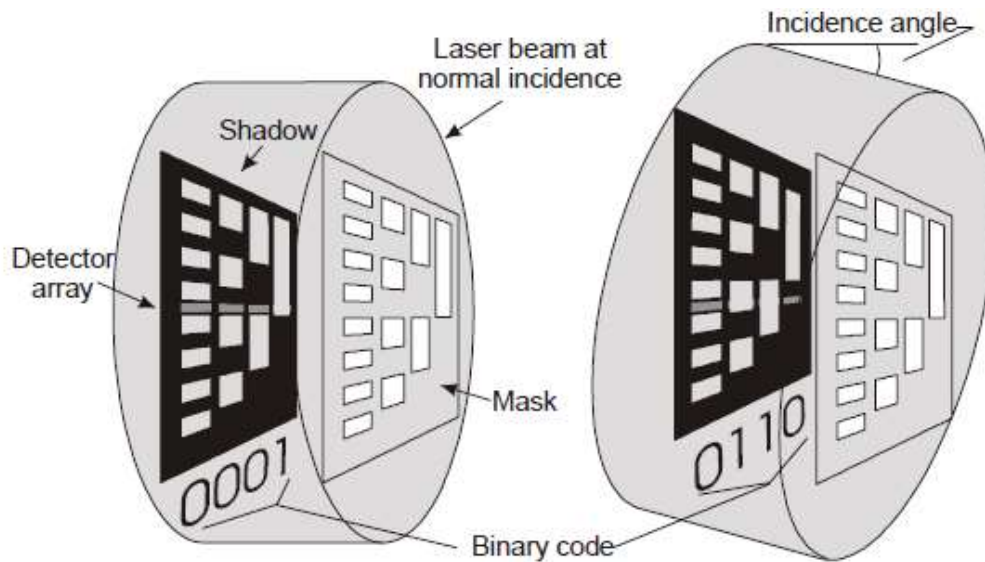 Laser beam at
normal incidence
Incidence angle
Shadow
Detector
array
Mask
0001
0110
Binary code